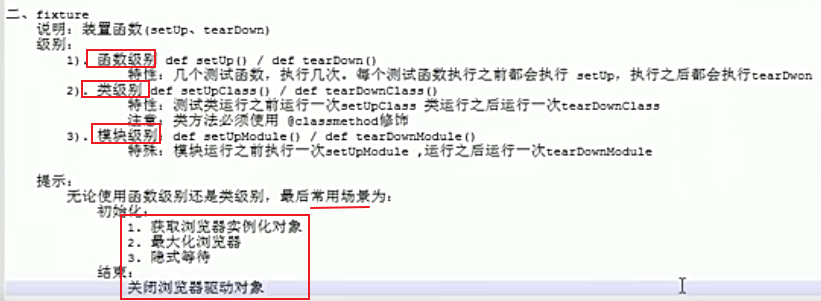 二、fixture
说明：装置函数(setUp、tearDown)
级别：
1). 函数级别 def setUp() / def tearDown()
特性：几个测试函数，执行几次．每个测试函数执行之前都会执行 setUp，执行之后都会执行tearDwon
2). 类级别 def setUpClass() / def tearDownClass()
特性：测试类运行之前运行一次setUpClass 类运行之后运行一次tearDownClass
注意：类方法必须使用 @classmethod修饰
3). 模块级别：def setUpModule() / def tearDownModule()
特殊：模块运行之前执行一次setUpModule ,运行之后运行一次tearDownModule
提示：
无论使用函数级别还是类级别，最后常用场景为：
初始化：
1. 获取浏览器实例化对象
2. 最大化浏览器
3. 隐式等待
结束：
关闭浏览器驱动对象